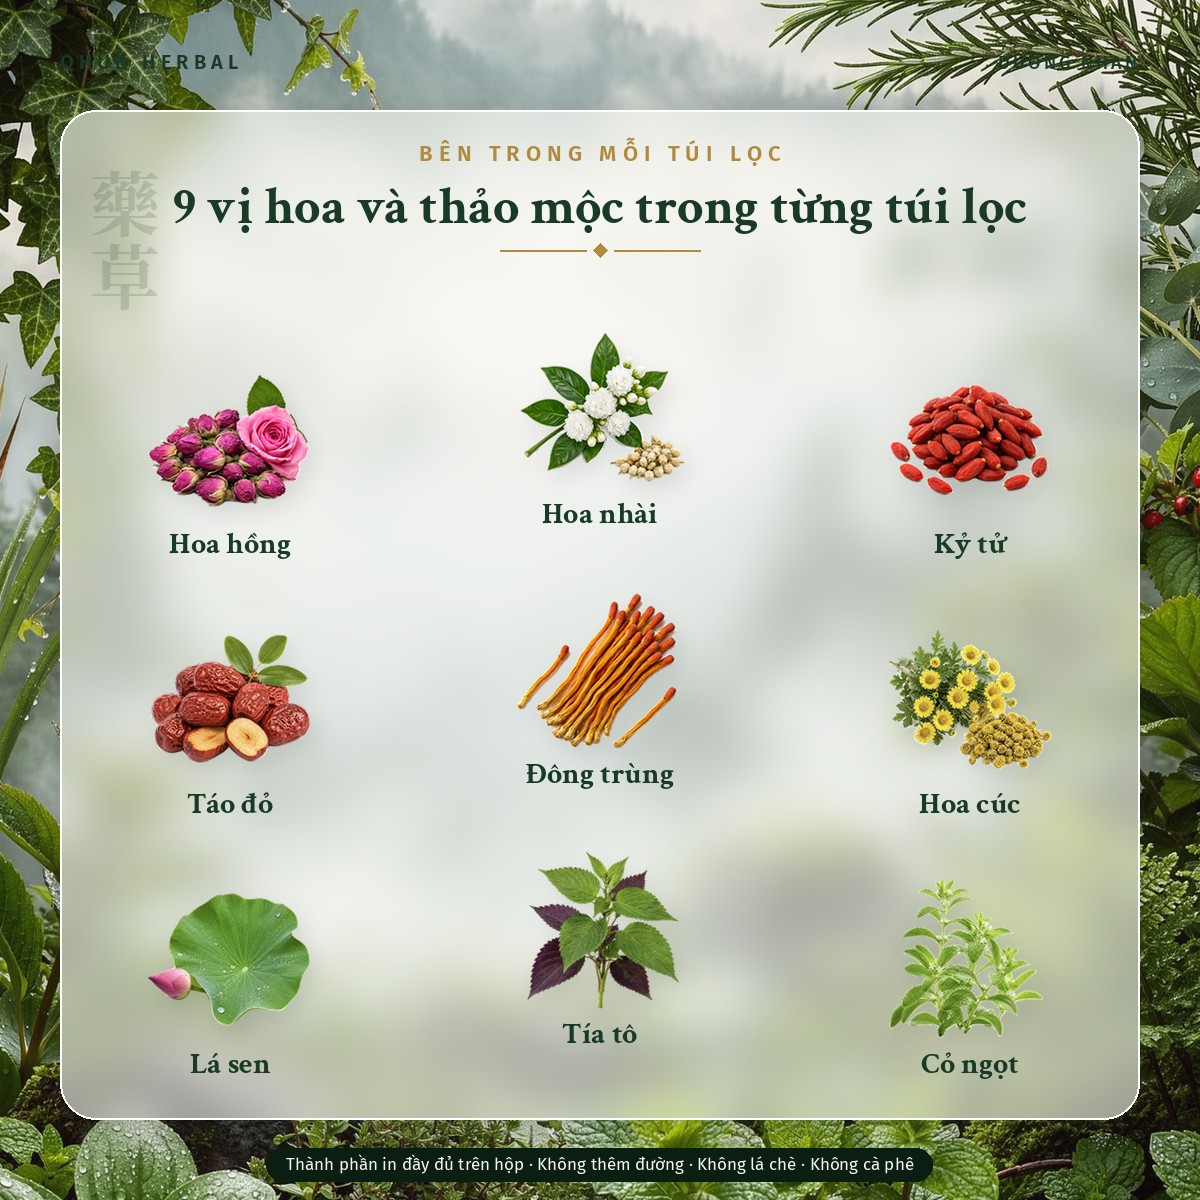 HERBAL
BÊN TRONG MỖI TÚI LỌC
9 vị hoa và thảo mộc trong từng túi lọc
藥草
Hoa hồng
Hoa nhài
Kỷ tử
Táo đỏ
Đông trùng
Hoa cúc
Lá sen
Tía tô
Cỏ ngọt
Thành phần in đầy đủ trên hộp · Không thêm đường · Không lá chè · Không cà phê